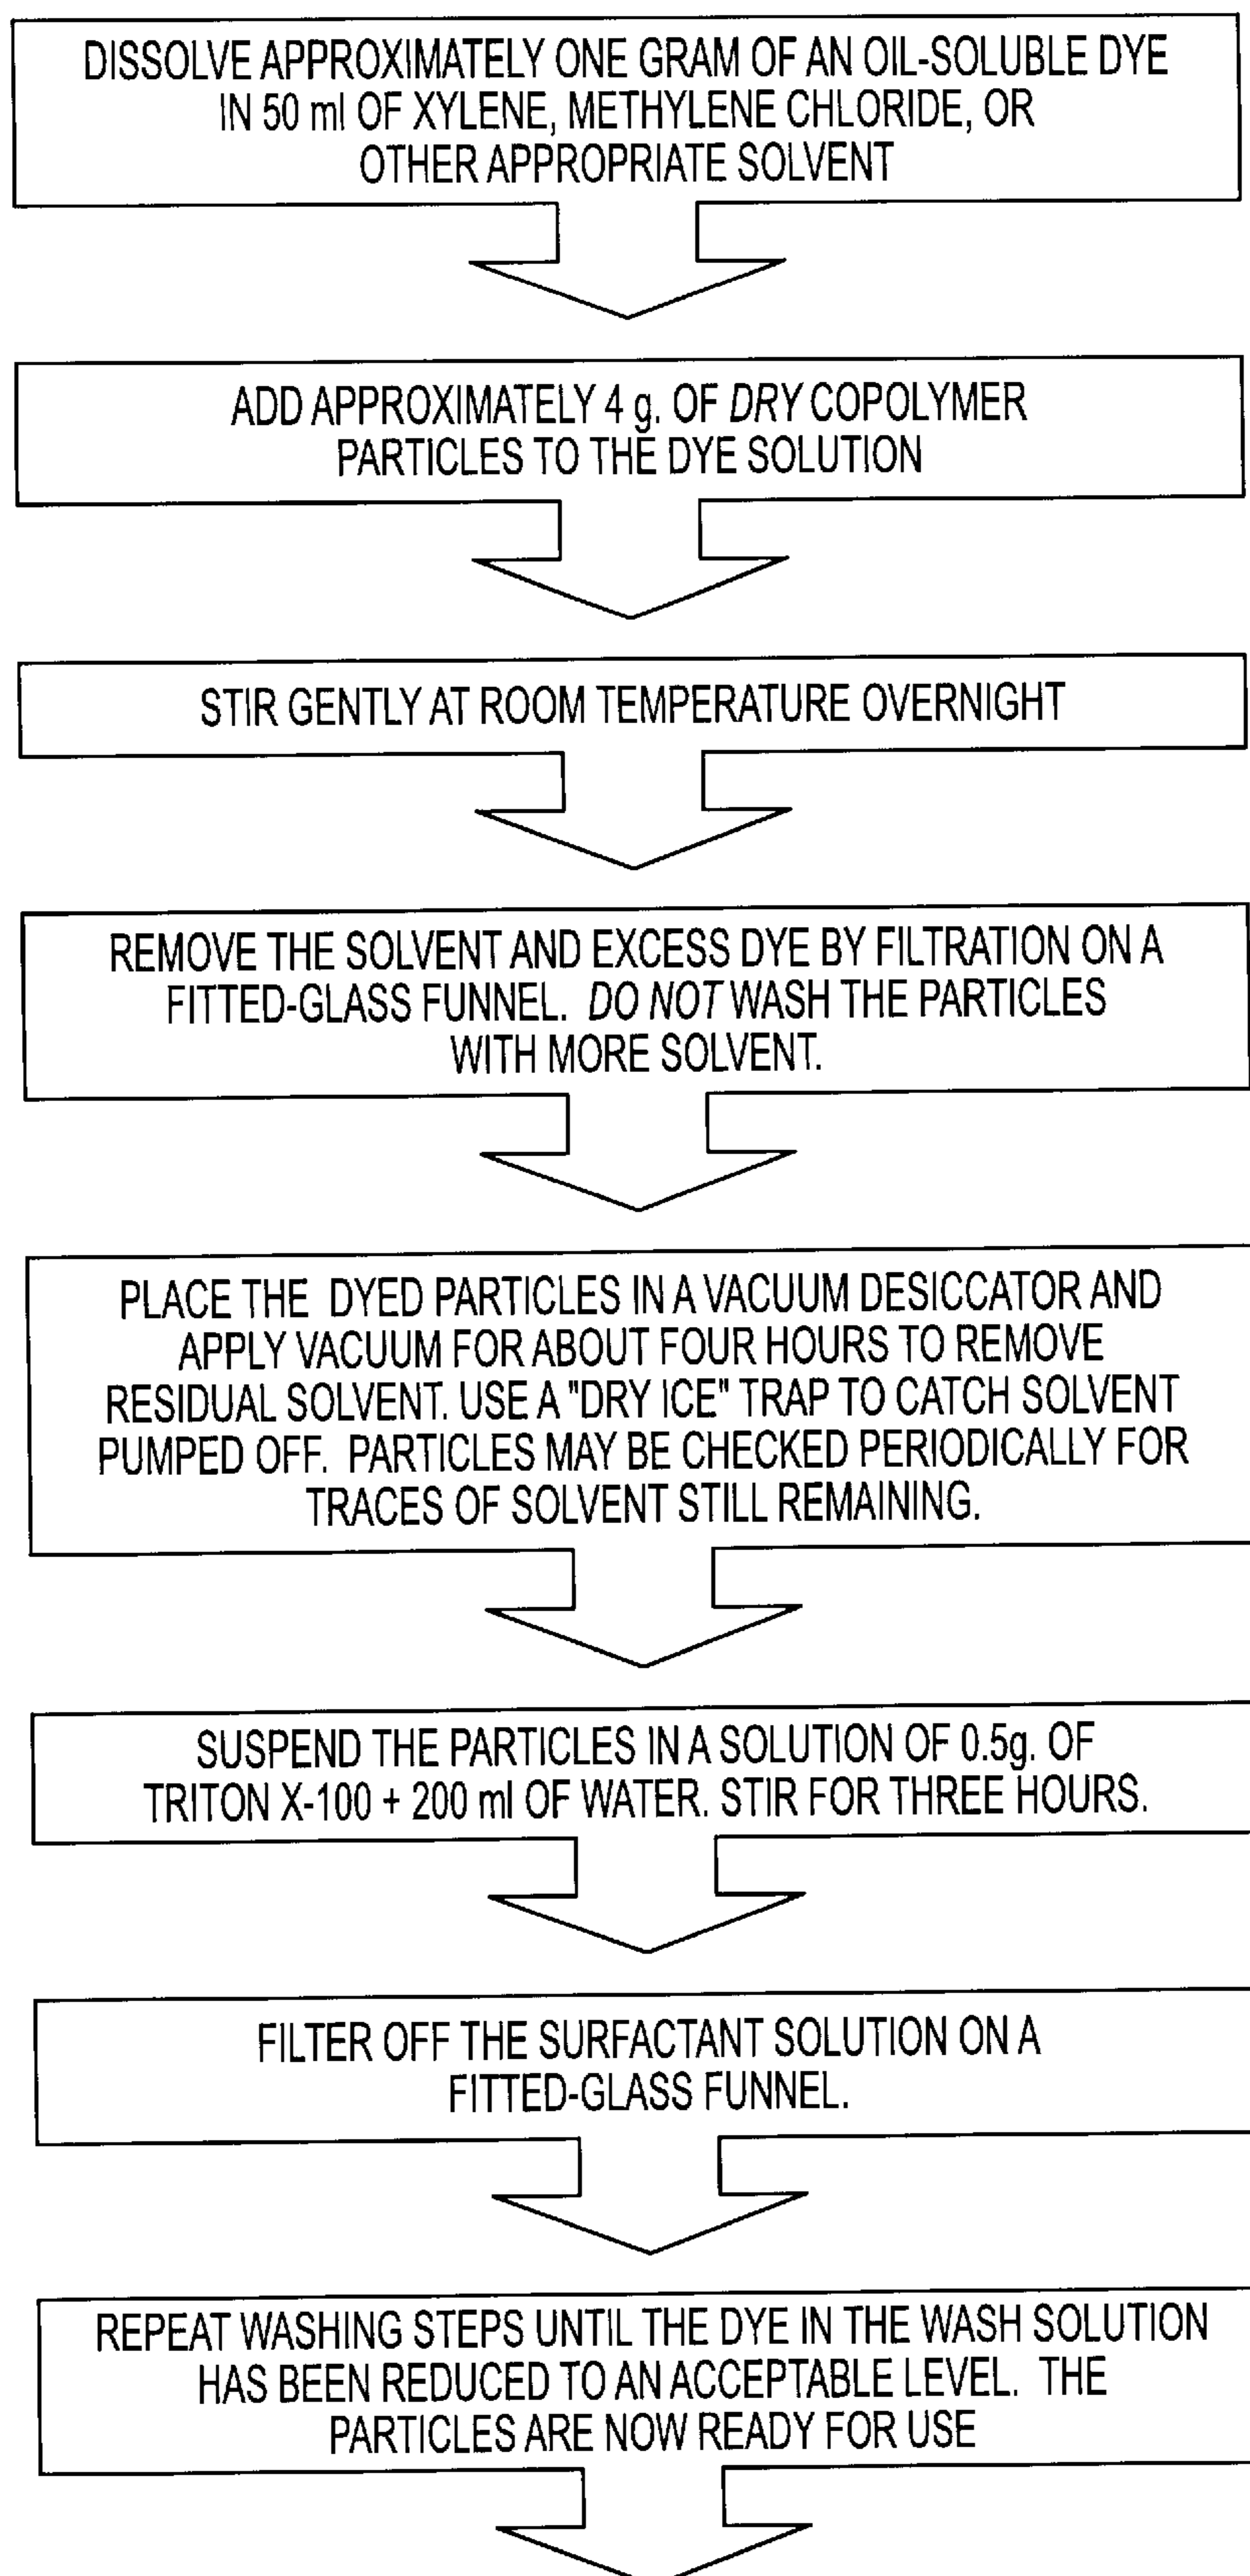 DISSOLVE APPROXIMATELY ONE GRAM OF AN OIL-SOLUBLE DYE
IN 50 ml OF XYLENE, METHYLENE CHLORIDE, OR
OTHER APPROPRIATE SOLVENT
ADD APPROXIMATELY 4 g. OF DRY COPOLYMER
PARTICLES TO THE DYE SOLUTION
STIR GENTLY AT ROOM TEMPERATURE OVERNIGHT
REMOVE THE SOLVENT AND EXCESS DYE BY FILTRATION ON A
FITTED-GLASS FUNNEL. DO NOT WASH THE PARTICLES
WITH MORE SOLVENT.
PLACE THE DYED PARTICLES IN A VACUUM DESICCATOR AND
APPLY VACUUM FOR ABOUT FOUR HOURS TO REMOVE
RESIDUAL SOLVENT. USE A "DRY ICE" TRAP TO CATCH SOLVENT
PUMPED OFF. PARTICLES MAY BE CHECKED PERIODICALLY FOR
TRACES OF SOLVENT STILL REMAINING.
SUSPEND THE PARTICLES IN A SOLUTION OF 0.5g. OF
TRITON X-100 + 200 ml OF WATER. STIR FOR THREE HOURS.
FILTER OFF THE SURFACTANT SOLUTION ON A
FITTED-GLASS FUNNEL.
REPEAT WASHING STEPS UNTIL THE DYE IN THE WASH SOLUTION
HAS BEEN REDUCED TO AN ACCEPTABLE LEVEL. THE
PARTICLES ARE NOW READY FOR USE